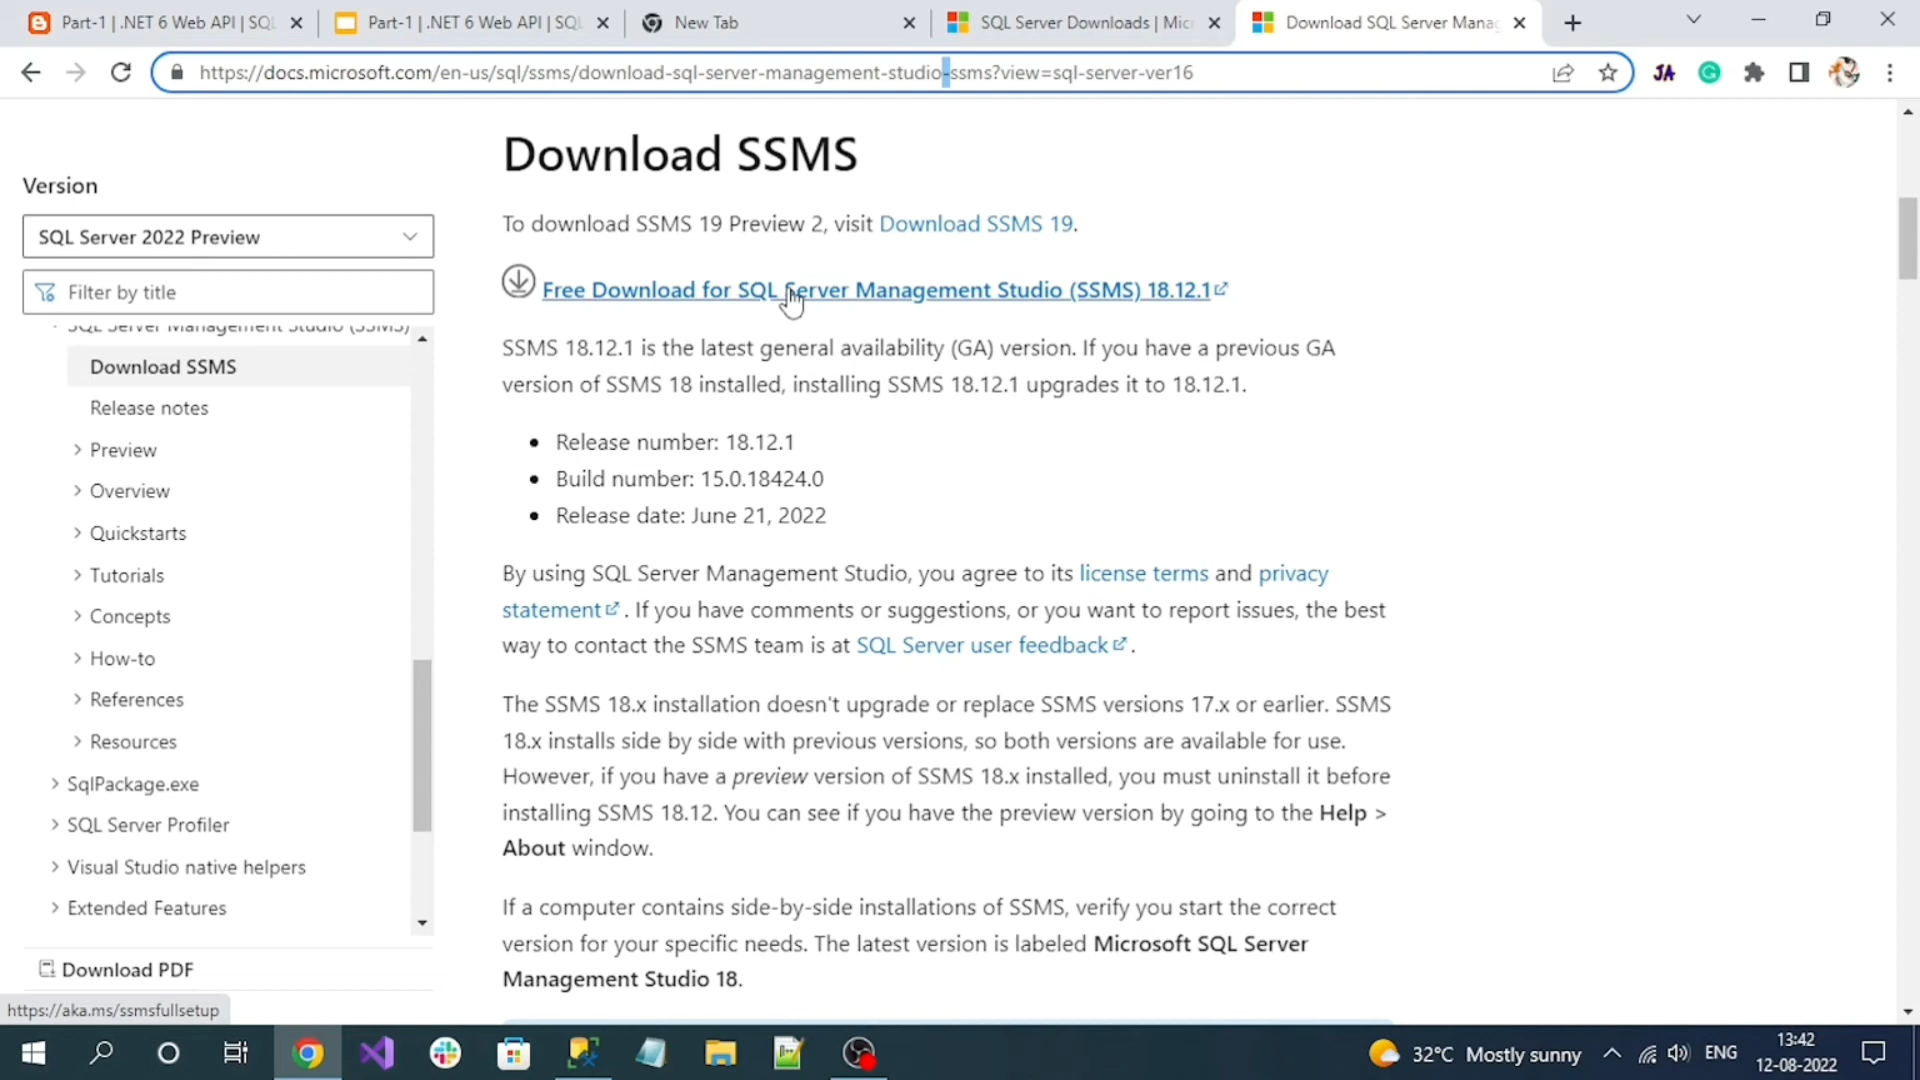 Part-1 | .NET 6 Web API | SQL
Part-1 | .NET 6 Web API | SQL
New Tab
SQL Server Downloads | Micr
Download SQL Server Manag
https://docs.microsoft.com/en-us/sql/ssms/download-sql-server-management-studio-ssms?view=sql-server-ver16
JA
Version
SQL Server 2022 Preview
Filter by title
SQL Server Management Studio (SSMS)
Download SSMS
Release notes
Preview
Overview
Quickstarts
Tutorials
Concepts
How-to
References
Resources
SqlPackage.exe
SQL Server Profiler
Visual Studio native helpers
Extended Features
Download PDF
https://aka.ms/ssmsfullsetup
Download SSMS
To download SSMS 19 Preview 2, visit Download SSMS 19.
Free Download for SQL Server Management Studio (SSMS) 18.12.1
SSMS 18.12.1 is the latest general availability (GA) version. If you have a previous GA
version of SSMS 18 installed, installing SSMS 18.12.1 upgrades it to 18.12.1.
• Release number: 18.12.1
• Build number: 15.0.18424.0
• Release date: June 21, 2022
By using SQL Server Management Studio, you agree to its license terms and privacy
statement. If you have comments or suggestions, or you want to report issues, the best
way to contact the SSMS team is at SQL Server user feedback.
The SSMS 18.x installation doesn't upgrade or replace SSMS versions 17.x or earlier. SSMS
18.x installs side by side with previous versions, so both versions are available for use.
However, if you have a preview version of SSMS 18.x installed, you must uninstall it before
installing SSMS 18.12. You can see if you have the preview version by going to the Help >
About window.
If a computer contains side-by-side installations of SSMS, verify you start the correct
version for your specific needs. The latest version is labeled Microsoft SQL Server
Management Studio 18.
32°C Mostly sunny
ENG
13:42
12-08-2022